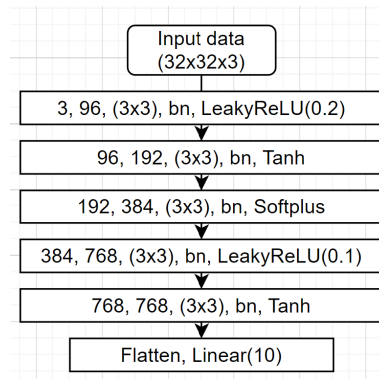 Input data
(32x32x3)
3, 96, (3x3), bn, LeakyReLU(0.2)
96, 192, (3x3), bn, Tanh
192, 384, (3x3), bn, Softplus
384, 768, (3x3), bn, LeakyReLU(0.1)
768, 768, (3x3), bn, Tanh
Flatten, Linear(10)